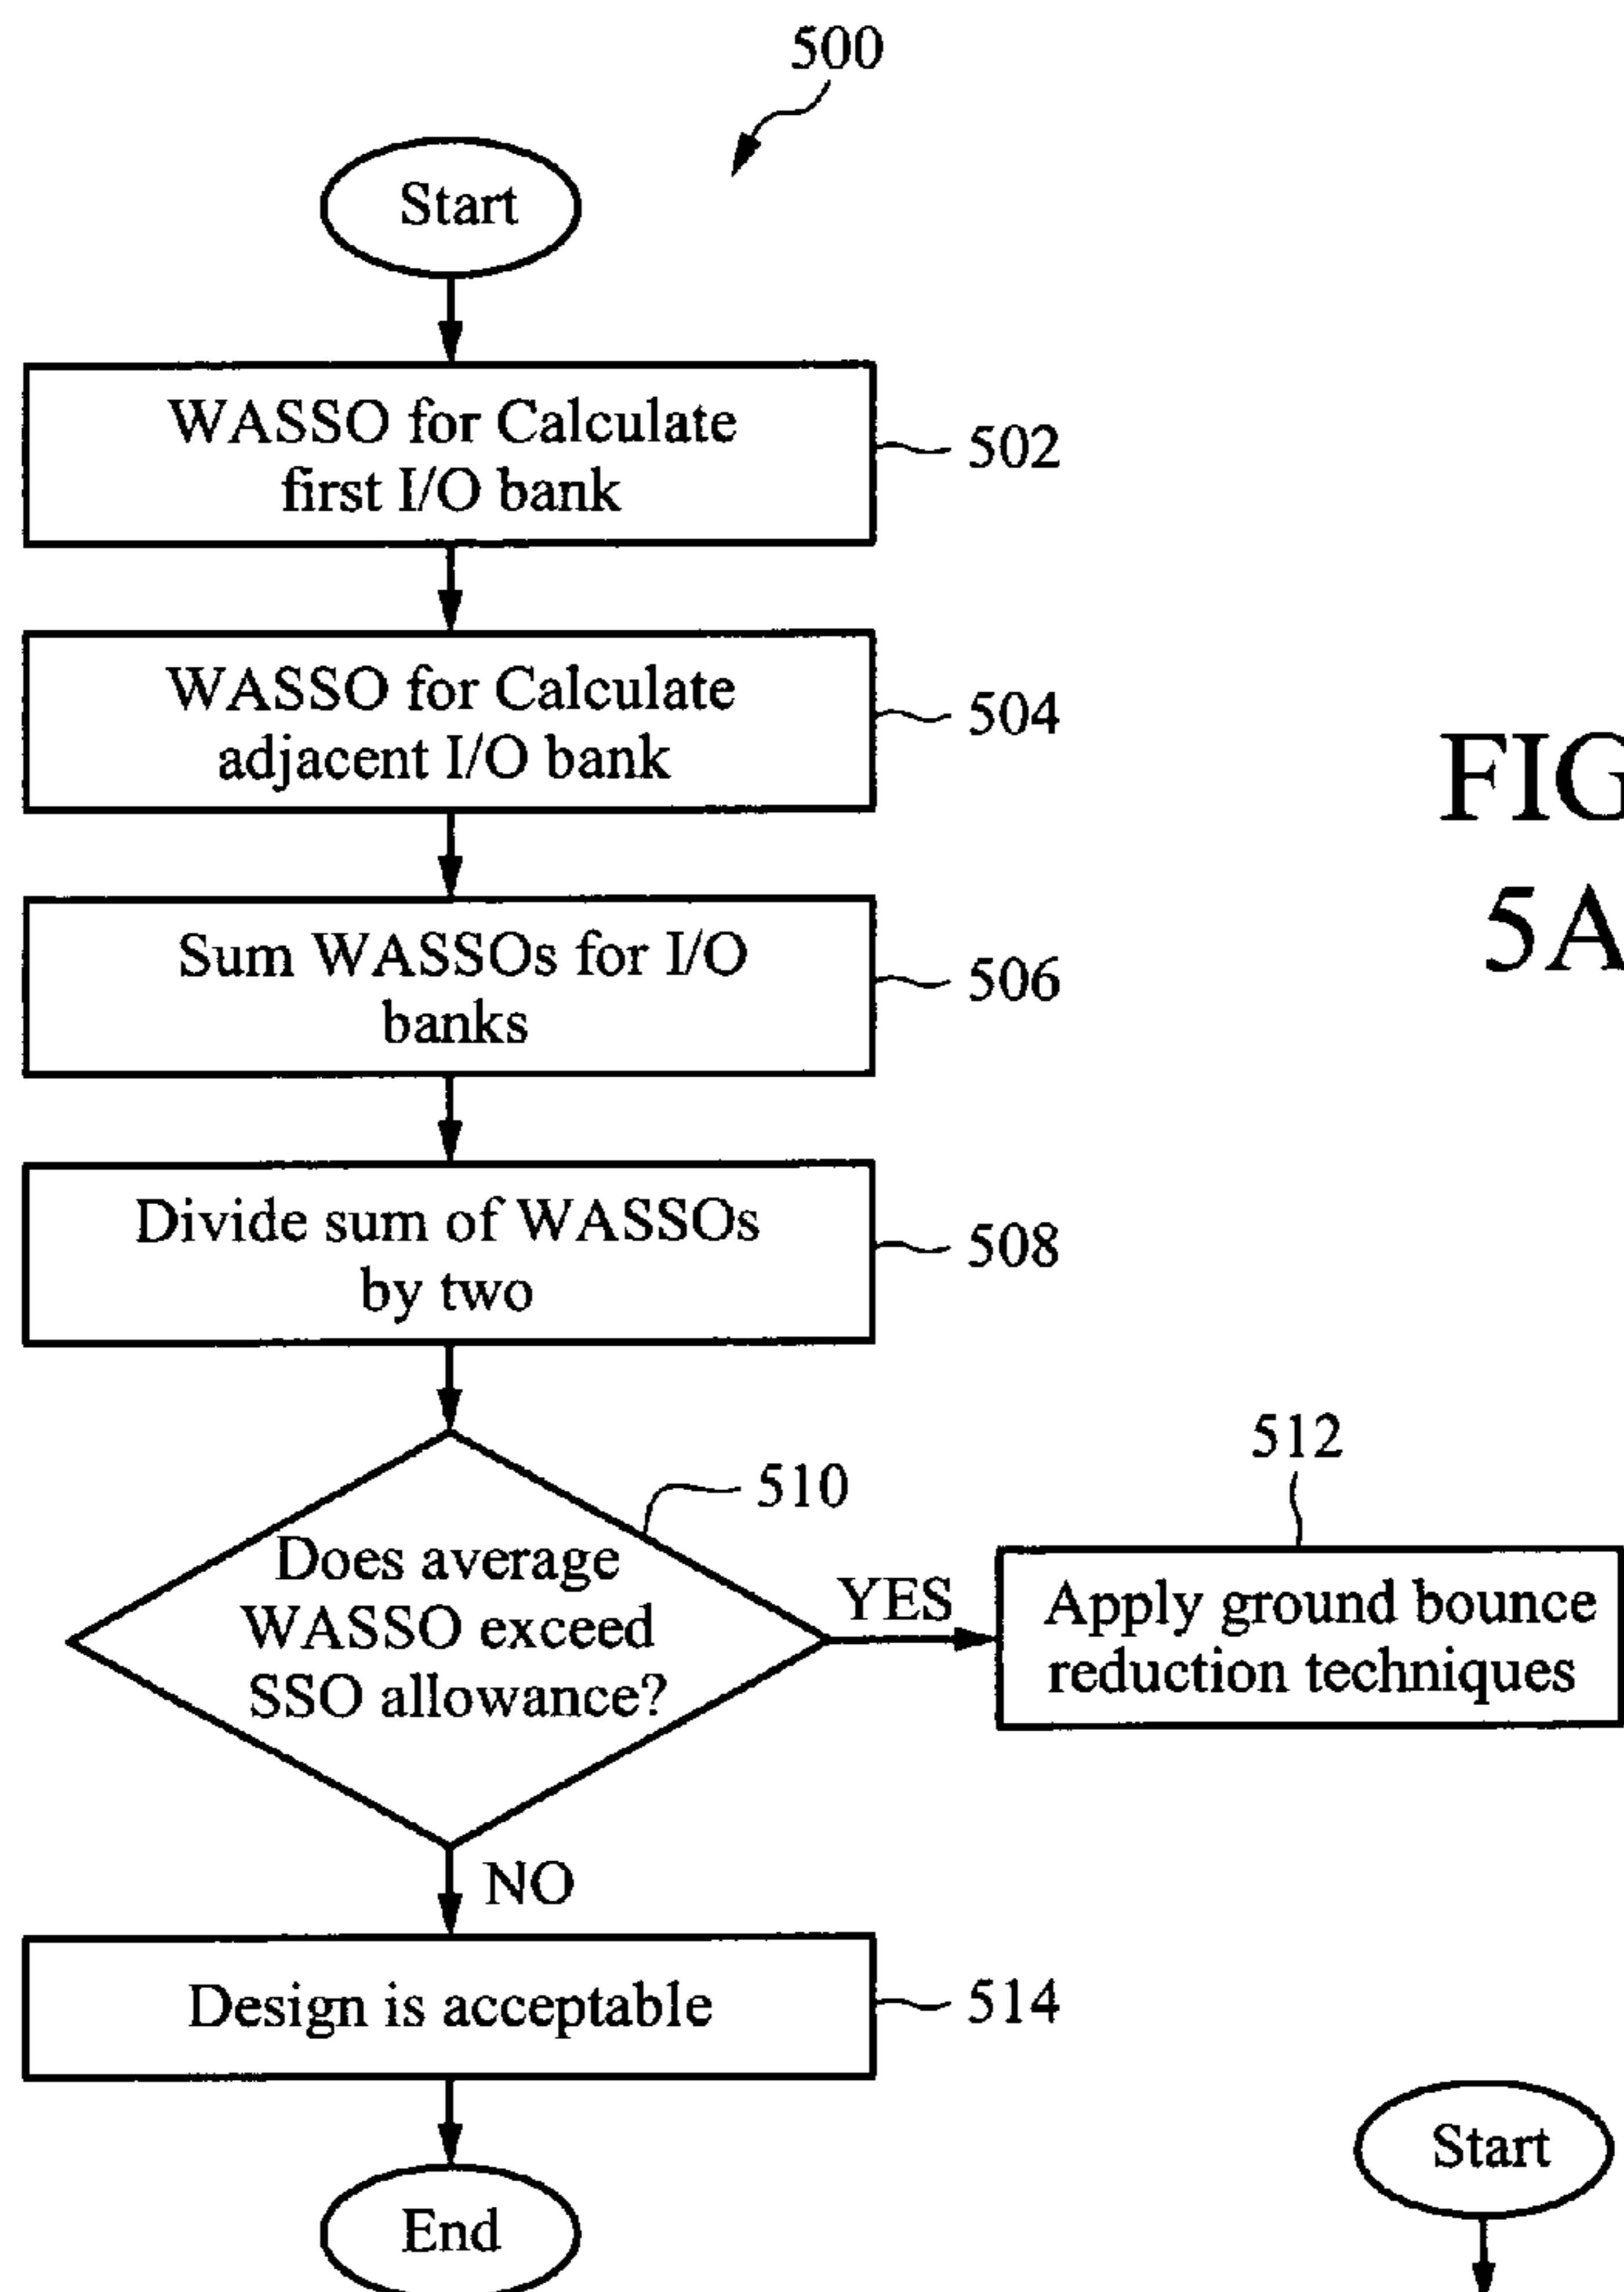 500
Start
WASSO for Calculate
first I/O bank
502
WASSO for Calculate
adjacent I/O bank
504
FIG
5A
Sum WASSOs for I/O
banks
506
Divide sum of WASSOs
by two
508
Does average
WASSO exceed
SSO allowance?
510
YES
512
Apply ground bounce
reduction techniques
NO
Design is acceptable
514
End
Start